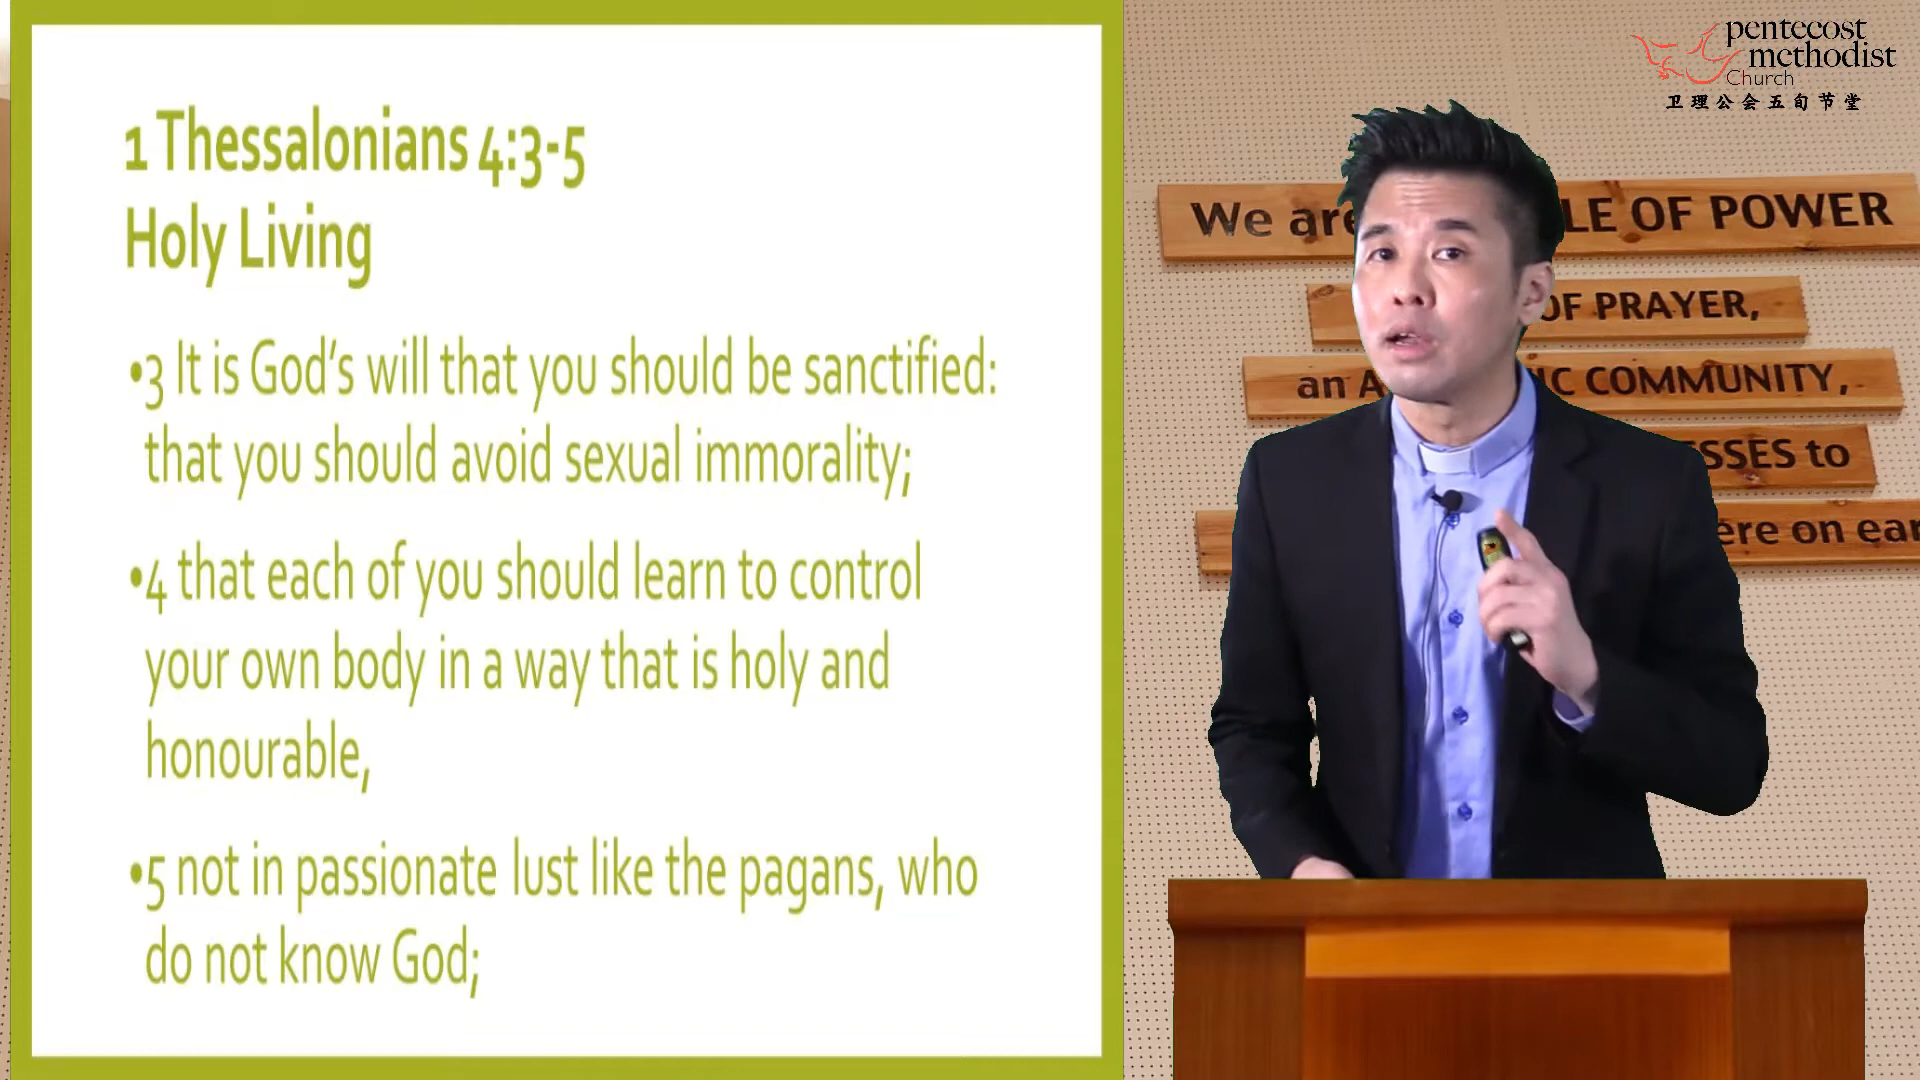 1 Thessalonians 4:3-5
Holy Living
•3 It is God's will that you should be sanctified:
that you should avoid sexual immorality;
•4 that each of you should learn to control
your own body in a way that is holy and
honourable,
•5 not in passionate lust like the pagans, who
do not know God;
pentecost
methodist
Church
卫理公会五旬节堂
We are LE OF POWER
OF PRAYER,
an A IC COMMUNITY,
SSES to
ere on ear